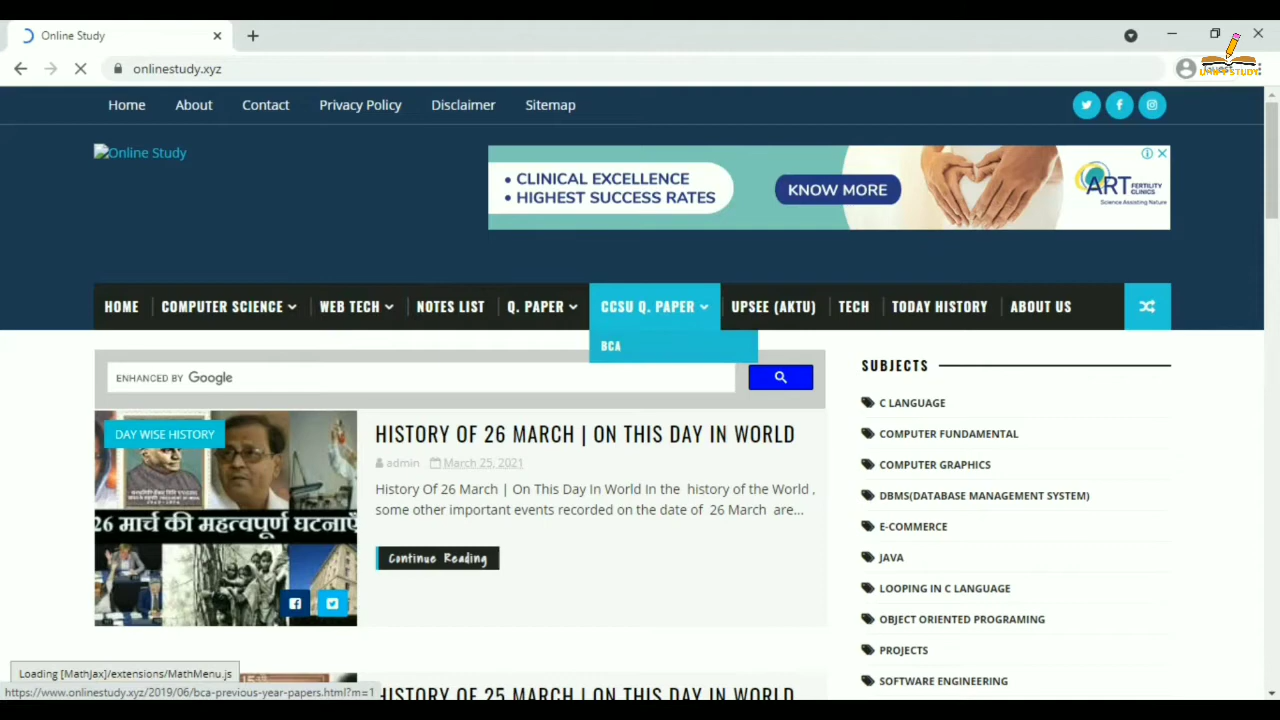 Online Study
onlinestudy.xyz
Home About Contact Privacy Policy Disclaimer Sitemap
Online Study
• CLINICAL EXCELLENCE
• HIGHEST SUCCESS RATES
KNOW MORE
ART FERTILITY CLINICS
Science Assisting Nature
HOME COMPUTER SCIENCE WEB TECH NOTES LIST Q. PAPER CCSU Q. PAPER UPSEE (AKTU) TECH TODAY HISTORY ABOUT US
BCA
ENHANCED BY Google
DAY WISE HISTORY
26 मार्च की महत्वपूर्ण घटनाएँ
HISTORY OF 26 MARCH | ON THIS DAY IN WORLD
admin March 25, 2021
History Of 26 March | On This Day In World In the history of the World ,
some other important events recorded on the date of 26 March are...
Continue Reading
HISTORY OF 25 MARCH | ON THIS DAY IN WORLD
SUBJECTS
C LANGUAGE
COMPUTER FUNDAMENTAL
COMPUTER GRAPHICS
DBMS(DATABASE MANAGEMENT SYSTEM)
E-COMMERCE
JAVA
LOOPING IN C LANGUAGE
OBJECT ORIENTED PROGRAMING
PROJECTS
SOFTWARE ENGINEERING
Loading [MathJax]/extensions/MathMenu.js
https://www.onlinestudy.xyz/2019/06/bca-previous-year-papers.html?m=1